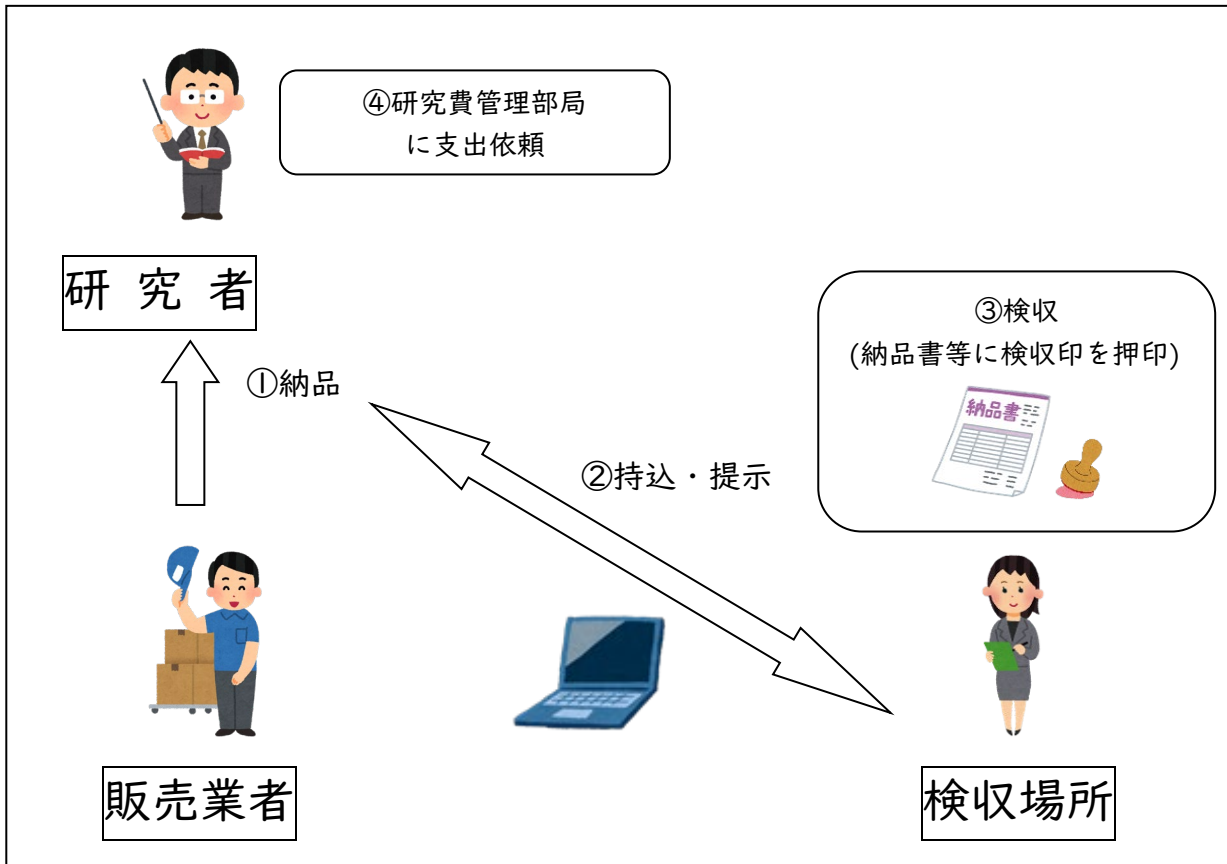 ④研究費管理部局
に支出依頼
研究者
①納品
②持込・提示
③検収
(納品書等に検収印を押印)
納品書
販売業者
検収場所